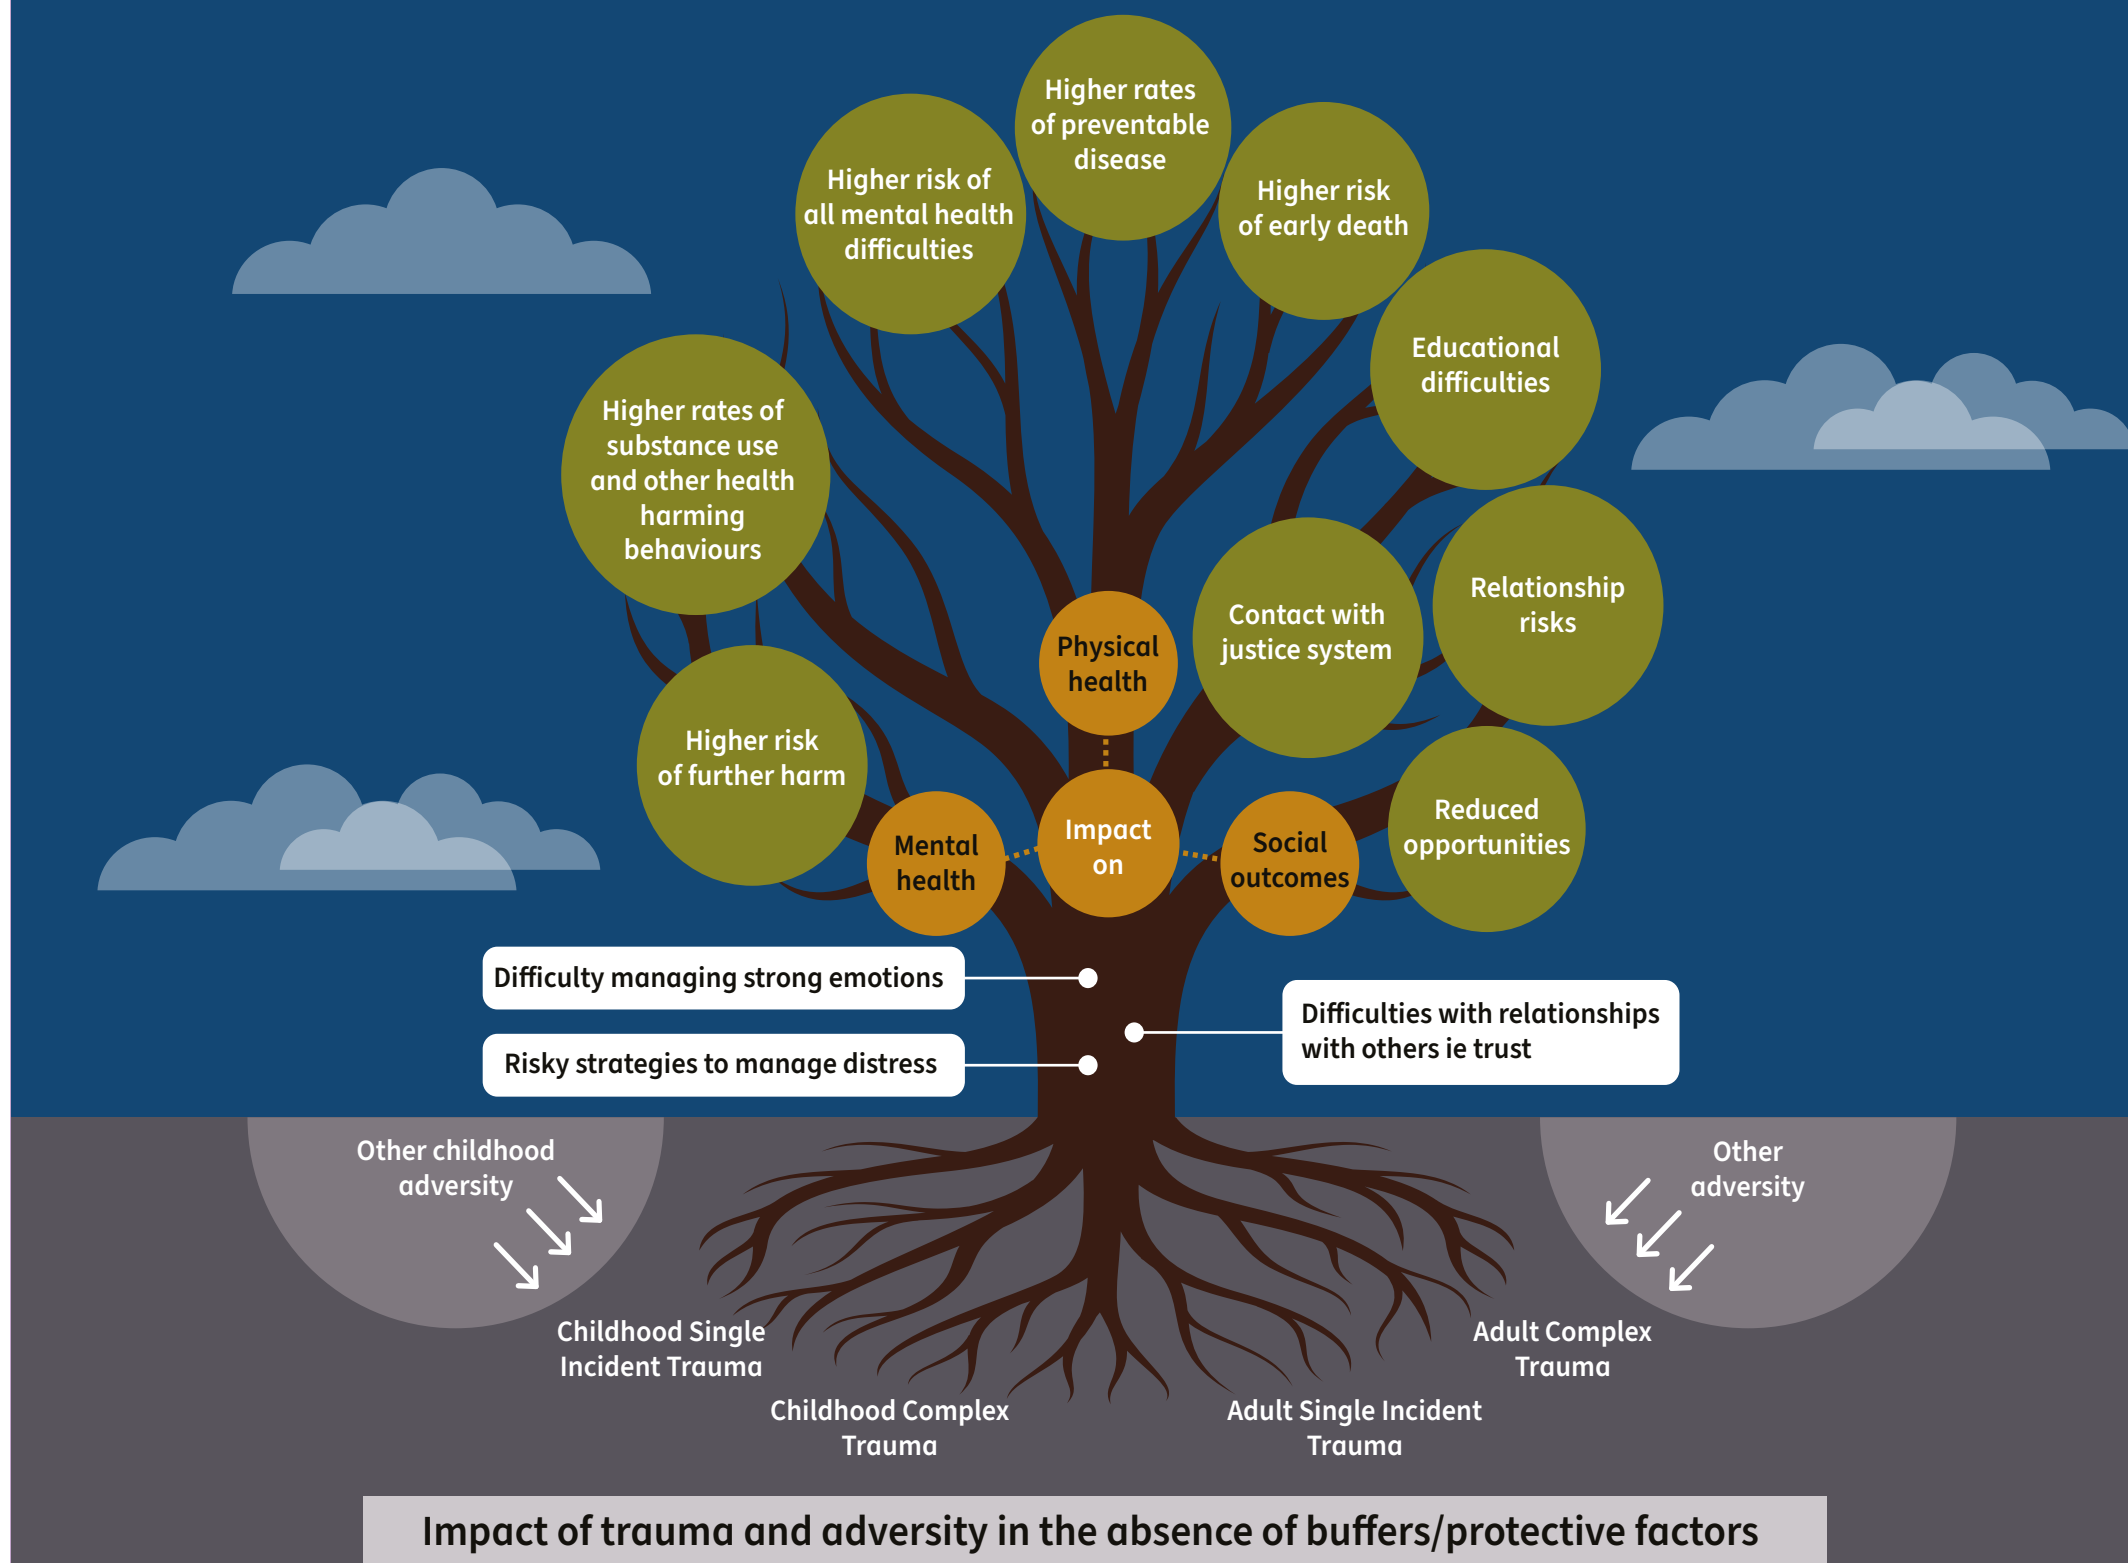 Higher rates
of preventable
disease
Higher risk of
all mental health
difficulties
Higher risk
of early death
Educational
difficulties
Higher rates of
substance use
and other health
harming
behaviours
Relationship
risks
Contact with
justice system
Physical
health
Higher risk
of further harm
Reduced
opportunities
Mental
health
Impact
on
Social
outcomes
Difficulty managing strong emotions
Difficulties with relationships
with others ie trust
Risky strategies to manage distress
Other childhood
adversity
Other
adversity
Childhood Single
Incident Trauma
Adult Complex
Trauma
Childhood Complex
Trauma
Adult Single Incident
Trauma
Impact of trauma and adversity in the absence of buffers/protective factors